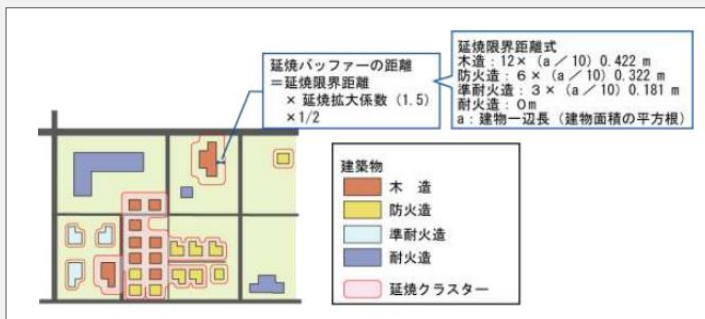 延焼バッファーの距離
=延焼限界距離
× 延焼拡大係数 (1.5)
×1/2
延焼限界距離式
木造:12× (a/10) 0.422 m
防火造:6× (a/10) 0.322 m
準耐火造:3× (a/10) 0.181 m
耐火造:0m
a:建物一辺長 (建物面積の平方根)
建築物
木 造
防火造
準耐火造
耐火造
延焼クラスター